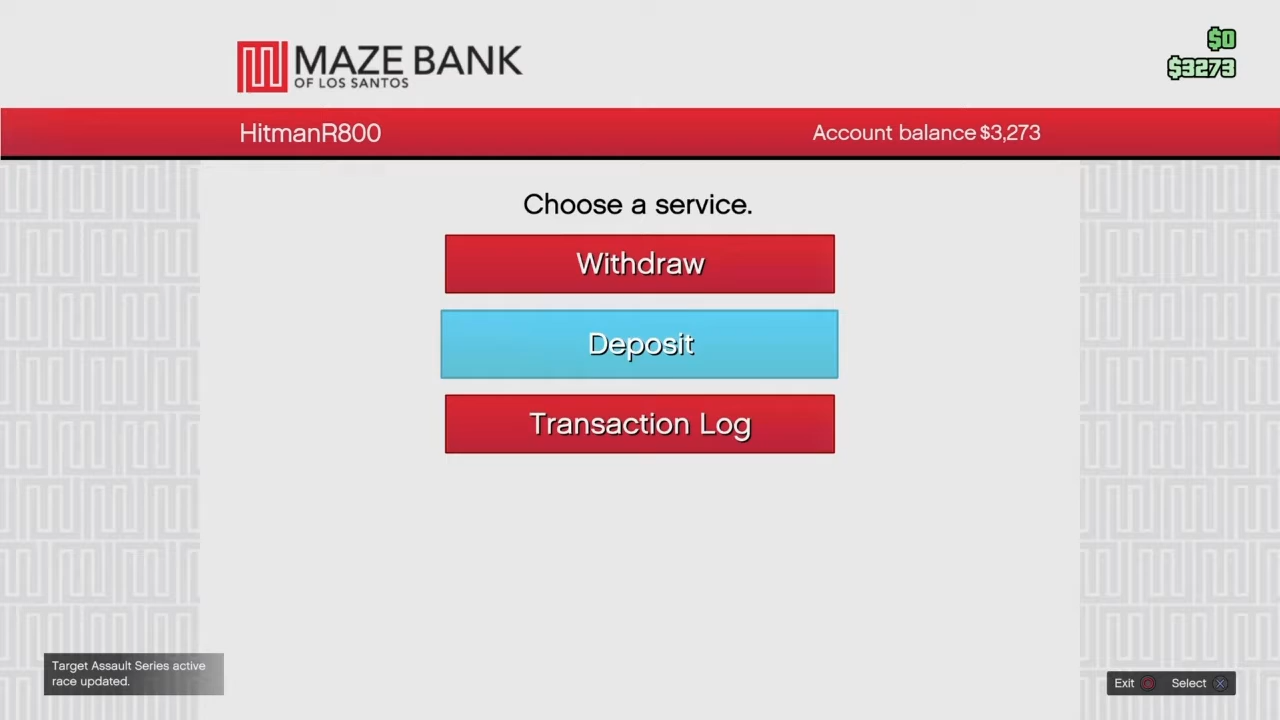 MAZE BANK
OF LOS SANTOS
$0
$3273
HitmanR800
Account balance $3,273
Choose a service.
Withdraw
Deposit
Transaction Log
Target Assault Series active
race updated.
Exit Select